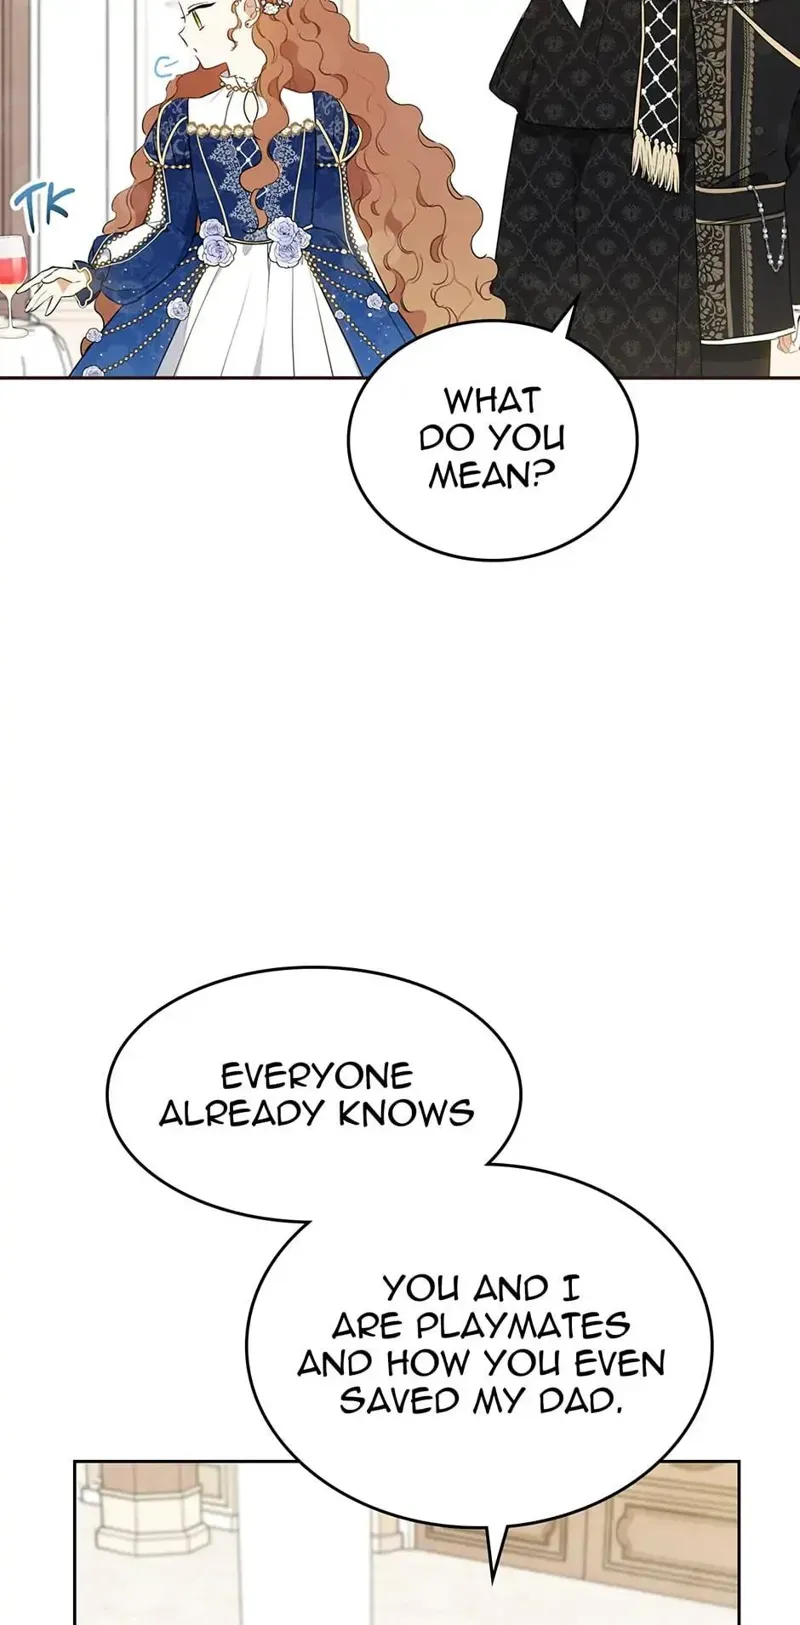 TK
WHAT
DO YOU
MEAN?
EVERYONE
ALREADY KNOWS
YOU AND I
ARE PLAYMATES
AND HOW YOU EVEN
SAVED MY DAD.